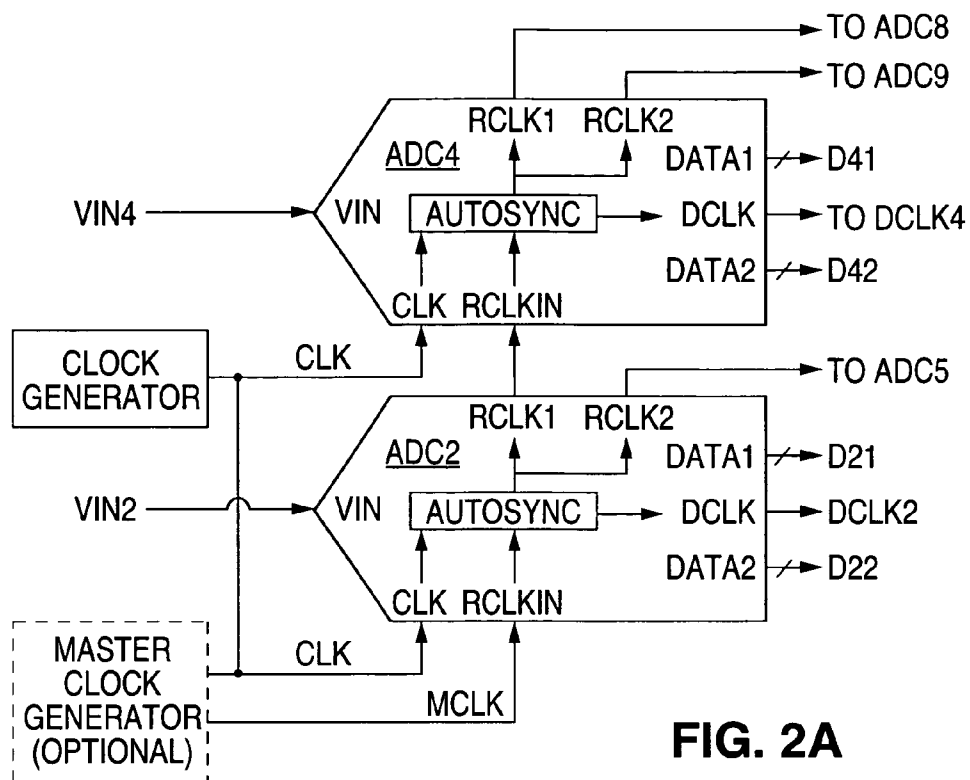 TO ADC8
TO ADC9
RCLK1 RCLK2
ADC4
DATA1 D41
VIN4 VIN AUTOSYNC DCLK TO DCLK4
DATA2 D42
CLK RCLKIN
CLOCK
GENERATOR
CLK
TO ADC5
RCLK1 RCLK2
ADC2
DATA1 D21
VIN2 VIN AUTOSYNC DCLK DCLK2
DATA2 D22
CLK RCLKIN
MASTER
CLOCK
GENERATOR
(OPTIONAL)
CLK
MCLK
FIG. 2A